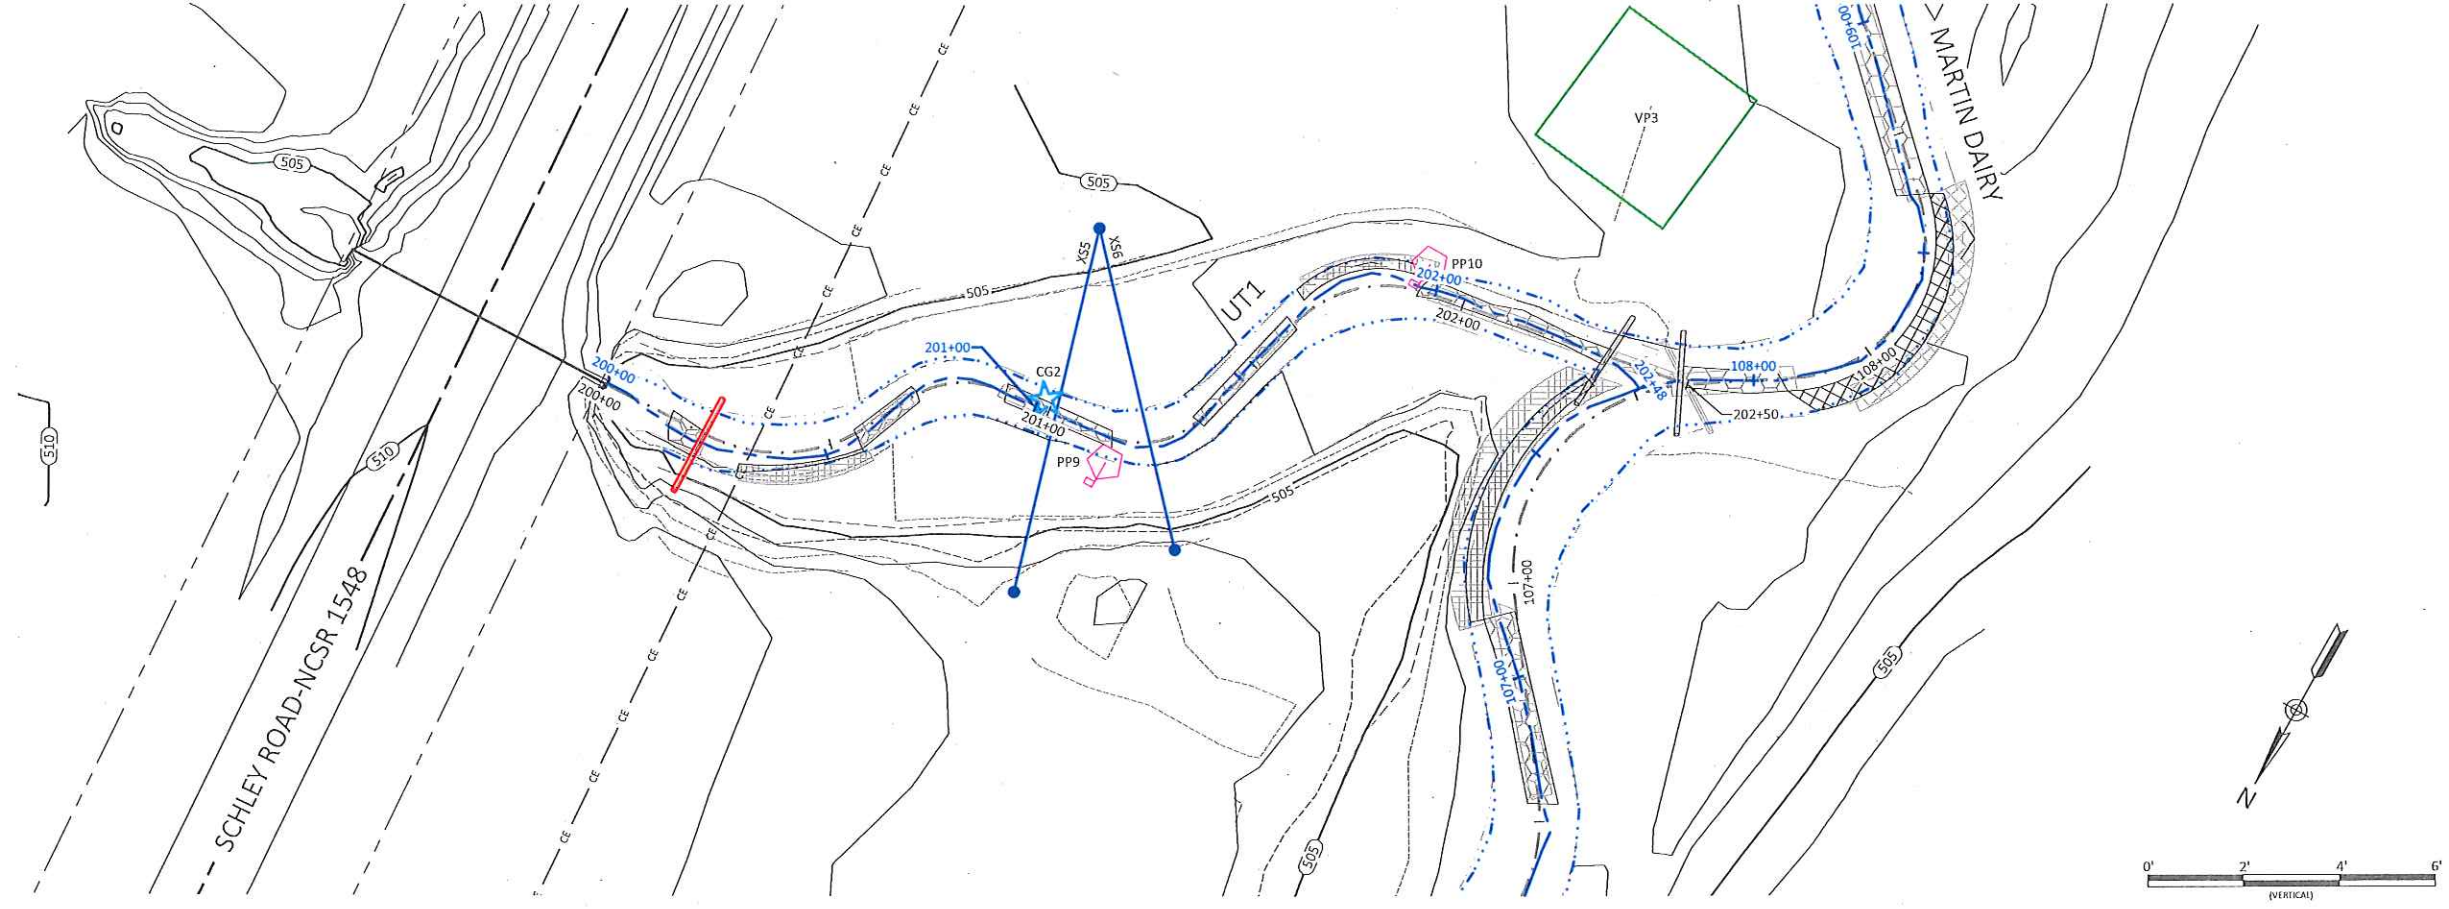 109+00
> MARTIN DAIRY
CE
CE
VP3
505
CE
505
CE
XS5
XS6
PP10
202+00
CE
505
UT1
202+00
201+00
200+00
CG2
202+48
108+00
108+00
200+00
CE
201+00
202+50
510
510
PP9
505
CE
107+00
SCHLEY ROAD-NCSR 1548
CE
CE
107+00
505
CE
N
CE
505
0' 2' 4' 6'
(VERTICAL)